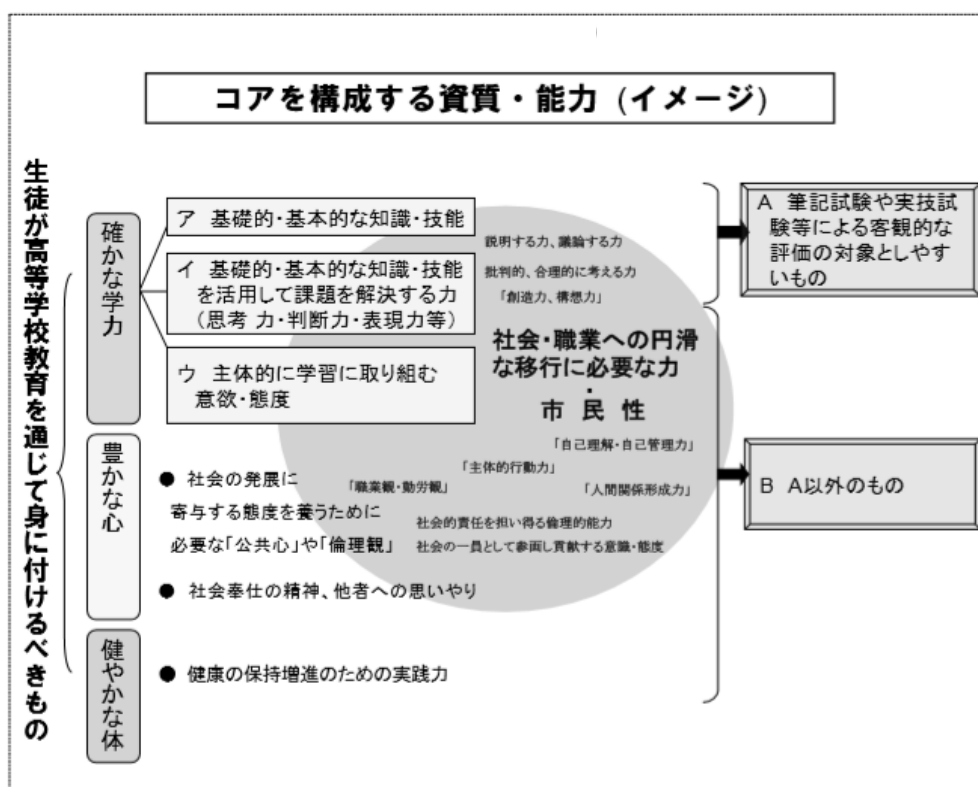 コアを構成する資質・能力 (イメージ)
生徒が高等学校教育を通じて身に付けるべきもの
確かな学力
ア 基礎的・基本的な知識・技能
イ 基礎的・基本的な知識・技能
を活用して課題を解決する力
(思考 力・判断力・表現力等)
ウ 主体的に学習に取り組む
意欲・態度
説明する力、議論する力
批判的、合理的に考える力
「創造力、構想力」
社会・職業への円滑
な移行に必要な力
・
市 民 性
「自己理解・自己管理力」
「主体的行動力」
「職業観・勤労観」
「人間関係形成力」
社会的責任を担い得る倫理的能力
社会の一員として参画し貢献する意識・態度
豊かな心
● 社会の発展に
寄与する態度を養うために
必要な「公共心」や「倫理観」
● 社会奉仕の精神、他者への思いやり
健やかな体
● 健康の保持増進のための実践力
A 筆記試験や実技試
験等による客観的な
評価の対象としやす
いもの
B A以外のもの